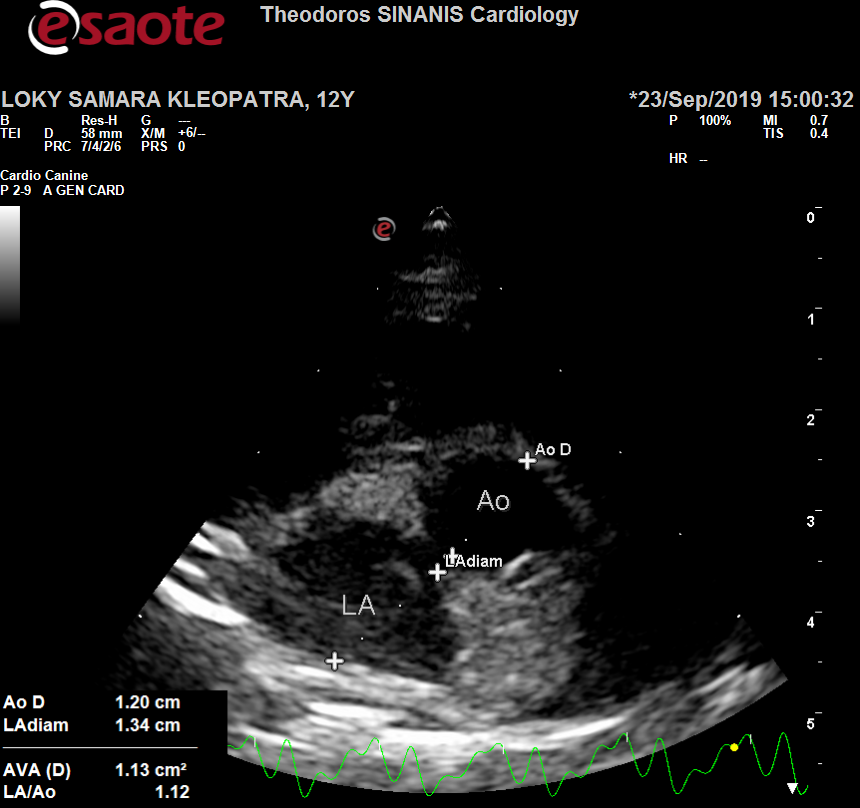 esaote
Theodoros SINANIS Cardiology
LOKY SAMARA KLEOPATRA, 12Y
*23/Sep/2019 15:00:32
B Res-H G ---
TEI D 58 mm X/M +6/--
PRC 7/4/2/6 PRS 0
P 100% MI 0.7
TIS 0.4
HR --
Cardio Canine
P 2-9 A GEN CARD
e
0
1
2
Ao D
Ao
3
LAdiam
LA
4
5
Ao D 1.20 cm
LAdiam 1.34 cm
AVA (D) 1.13 cm²
LA/Ao 1.12